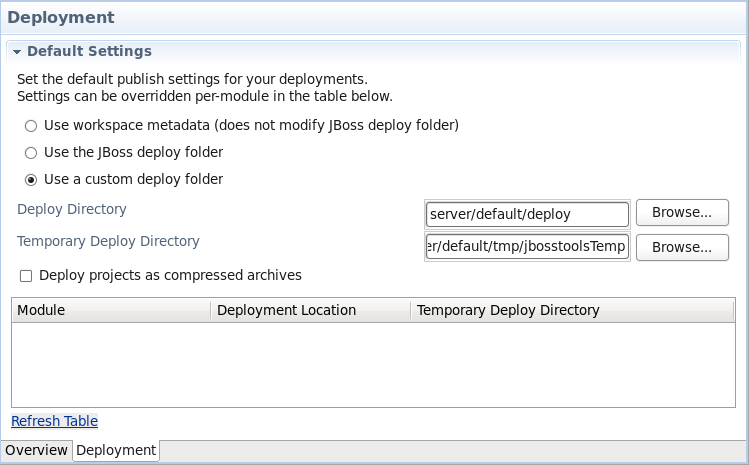 Deployment
Default Settings
Set the default publish settings for your deployments.
Settings can be overridden per-module in the table below.
Use workspace metadata (does not modify JBoss deploy folder)
Use the JBoss deploy folder
Use a custom deploy folder
Deploy Directory server/default/deploy Browse...
Temporary Deploy Directory er/default/tmp/jbosstoolsTemp Browse...
Deploy projects as compressed archives
Module Deployment Location Temporary Deploy Directory
Refresh Table
Overview Deployment